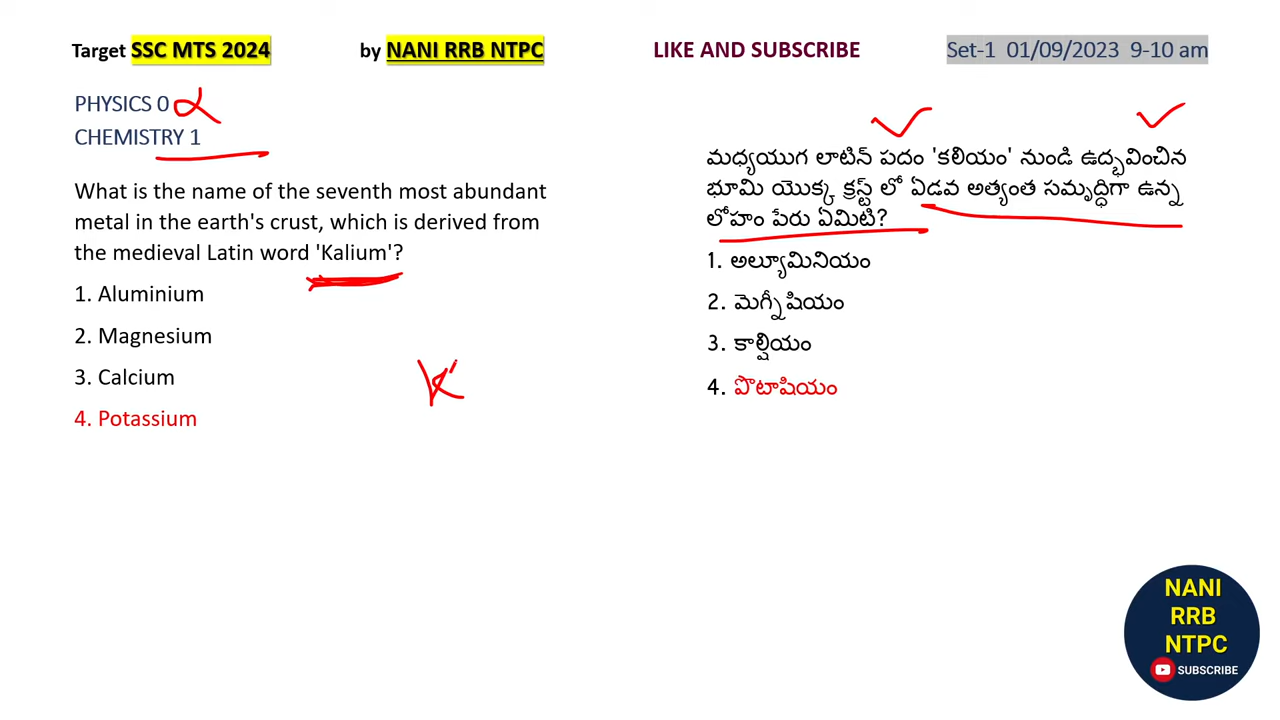 Target SSC MTS 2024 by NANI RRB NTPC LIKE AND SUBSCRIBE Set-1 01/09/2023 9-10 am
PHYSICS 0
CHEMISTRY 1
What is the name of the seventh most abundant
metal in the earth's crust, which is derived from
the medieval Latin word 'Kalium'?
1. Aluminium
2. Magnesium
3. Calcium
4. Potassium
K
మధ్యయుగ లాటిన్ పదం 'కలియం' నుండి ఉద్భవించిన
భూమి యొక్క క్రస్ట్ లో ఏడవ అత్యంత సమృద్ధిగా ఉన్న
లోహం పేరు ఏమిటి?
1. అల్యూమినియం
2. మెగ్నీషియం
3. కాల్షియం
4. పొటాషియం
NANI
RRB
NTPC
SUBSCRIBE